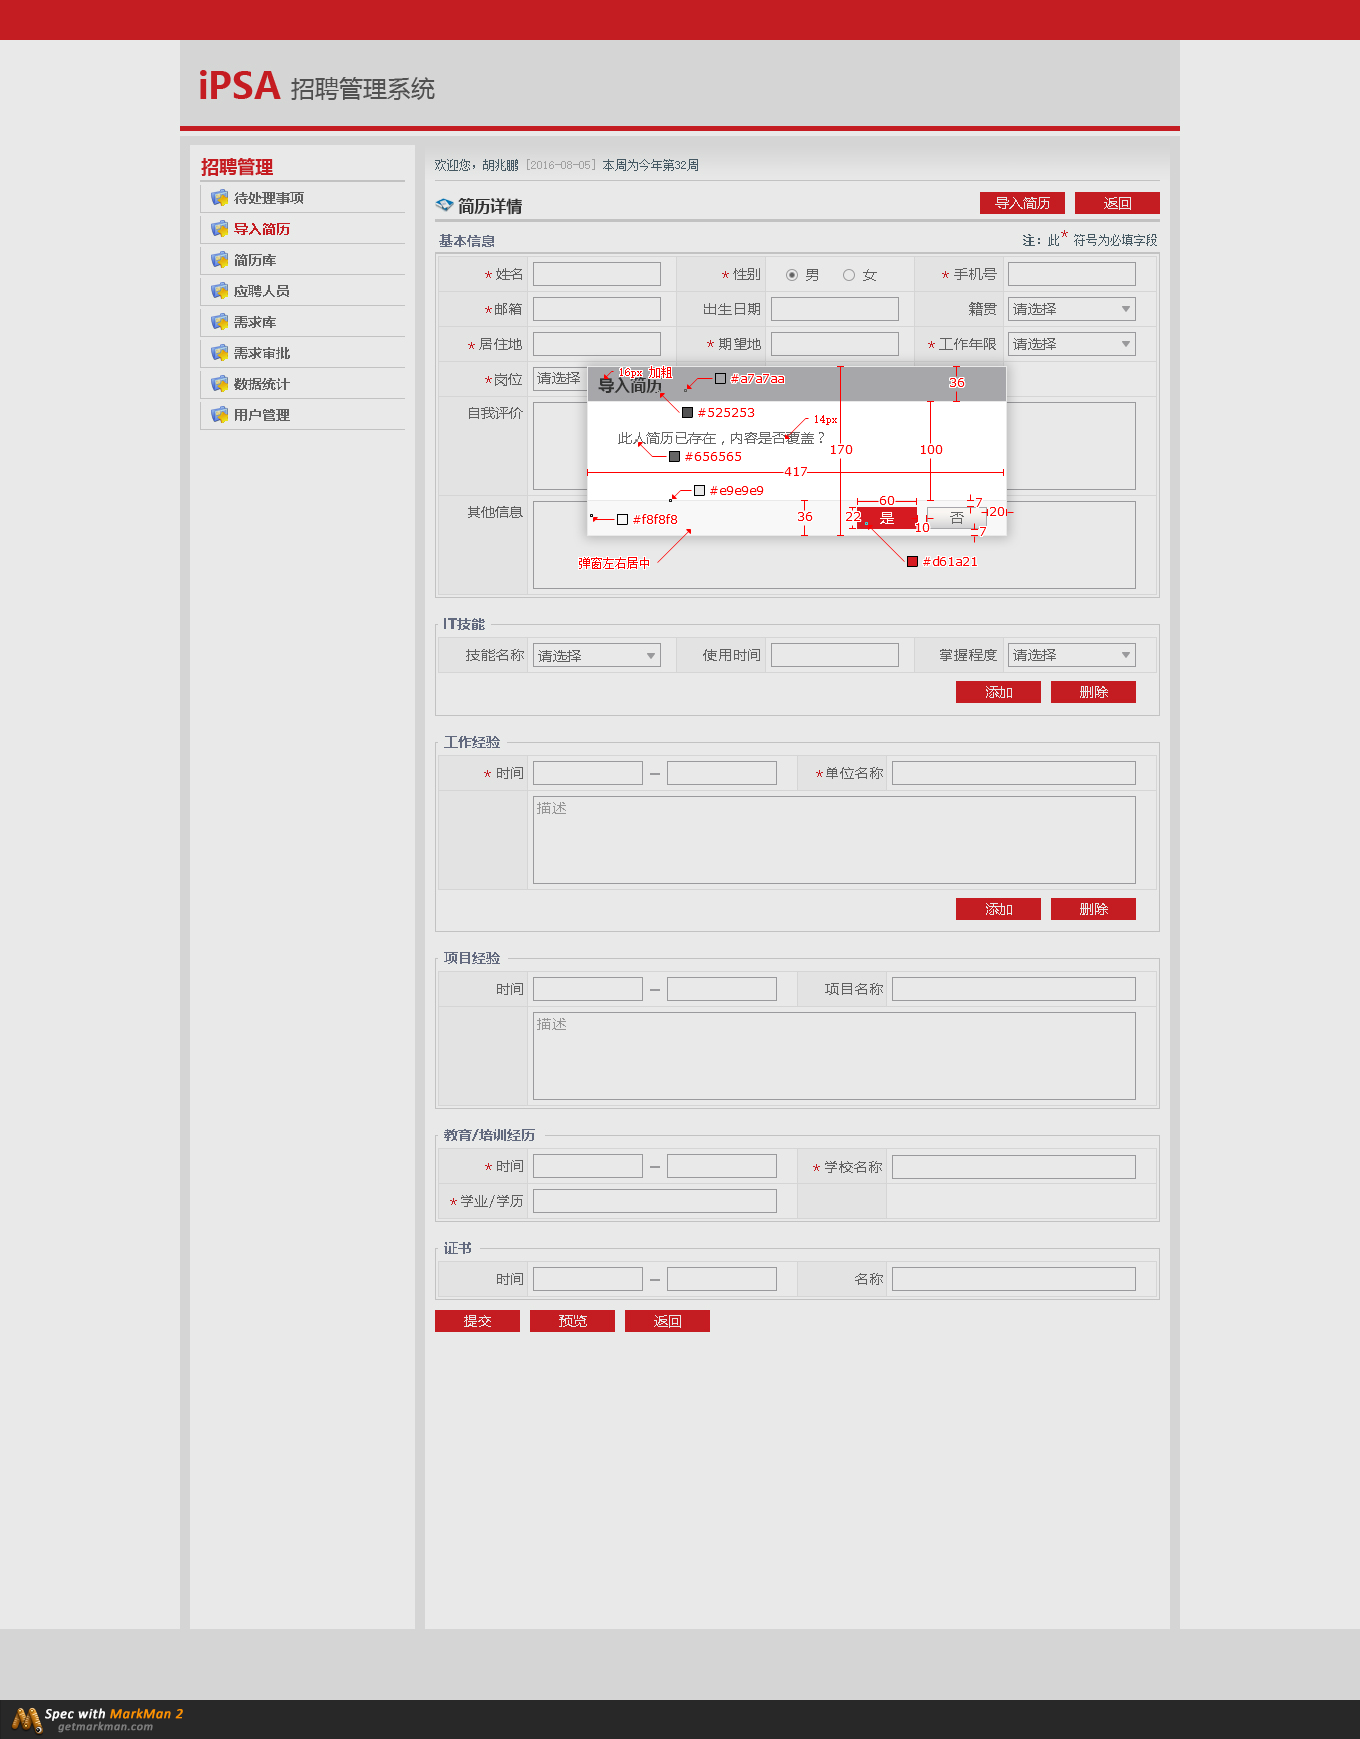 iPSA 招聘管理系统
招聘管理
待处理事项
导入简历
简历库
应聘人员
需求库
需求审批
数据统计
用户管理
欢迎您，胡兆鹏 [2016-08-05] 本周为今年第32周
简历详情 导入简历 返回
基本信息 注：此* 符号为必填字段
* 姓名 * 性别 男 女 * 手机号
*邮箱 出生日期 籍贯 请选择
* 居住地 * 期望地 * 工作年限 请选择
*岗位 请选择
自我评价
其他信息
导入简历
16px 加粗
#a7a7aa
36
#525253
14px
此人简历已存在，内容是否覆盖？
#656565
170
100
417
#e9e9e9
60
7
#f8f8f8
36
22
是
10
否
20
7
弹窗左右居中
#d61a21
IT技能
技能名称 请选择 使用时间 掌握程度 请选择
添加 删除
工作经验
* 时间 – *单位名称
描述
添加 删除
项目经验
时间 – 项目名称
描述
教育/培训经历
* 时间 – * 学校名称
* 学业/学历
证书
时间 – 名称
提交 预览 返回
Spec with MarkMan 2
getmarkman.com